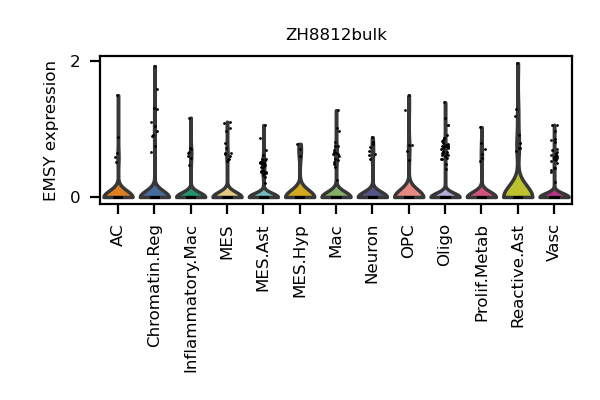 ZH8812bulk
EMSY expression
2
0
AC
Chromatin.Reg
Inflammatory.Mac
MES
MES.Ast
MES.Hyp
Mac
Neuron
OPC
Oligo
Prolif.Metab
Reactive.Ast
Vasc